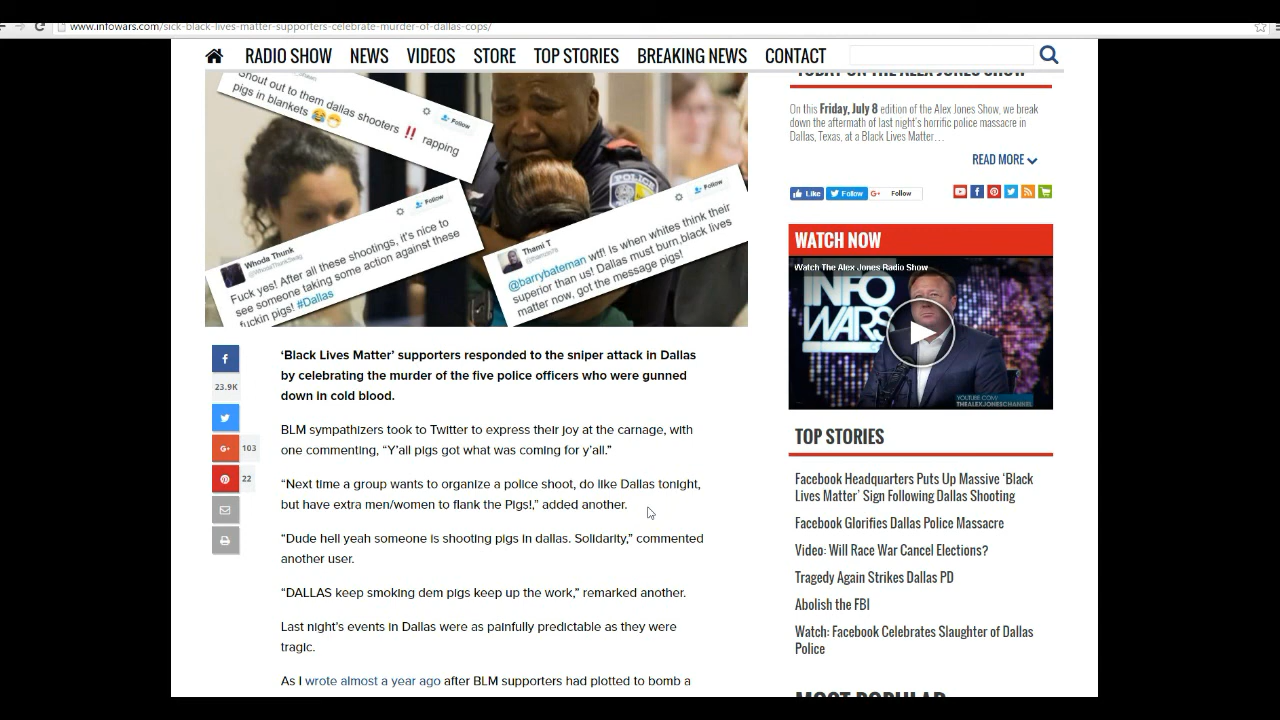 www.infowars.com/sick-black-lives-matter-supporters-celebrate-murder-of-dallas-cops/
RADIO SHOW NEWS VIDEOS STORE TOP STORIES BREAKING NEWS CONTACT
Shout out to them dallas shooters ‼️ rapping
pigs in blankets 😂😷
Follow
POLICE
Whoda Thunk
@WhodaThunkSwag
Follow
Fuck yes! After all these shootings, it's nice to
see someone taking some action against these
fuckin pigs! #Dallas
Thami T
Follow
@barrybateman wtf! Is when whites think their
superior than us! Dallas must burn,black lives
matter now, got the message pigs!
23.9K
103
22
‘Black Lives Matter’ supporters responded to the sniper attack in Dallas
by celebrating the murder of the five police officers who were gunned
down in cold blood.
BLM sympathizers took to Twitter to express their joy at the carnage, with
one commenting, “Y’all pigs got what was coming for y’all.”
“Next time a group wants to organize a police shoot, do like Dallas tonight,
but have extra men/women to flank the Pigs!,” added another.
“Dude hell yeah someone is shooting pigs in dallas. Solidarity,” commented
another user.
“DALLAS keep smoking dem pigs keep up the work,” remarked another.
Last night’s events in Dallas were as painfully predictable as they were
tragic.
As I wrote almost a year ago after BLM supporters had plotted to bomb a
TODAY ON THE ALEX JONES SHOW
On this Friday, July 8 edition of the Alex Jones Show, we break
down the aftermath of last night's horrific police massacre in
Dallas, Texas, at a Black Lives Matter…
READ MORE
Like Follow G+ Follow
WATCH NOW
Watch The Alex Jones Radio Show
INFO
WARS
YOUTUBE.COM/
THEALEXJONESCHANNEL
TOP STORIES
Facebook Headquarters Puts Up Massive ‘Black
Lives Matter’ Sign Following Dallas Shooting
Facebook Glorifies Dallas Police Massacre
Video: Will Race War Cancel Elections?
Tragedy Again Strikes Dallas PD
Abolish the FBI
Watch: Facebook Celebrates Slaughter of Dallas
Police
MOST POPULAR